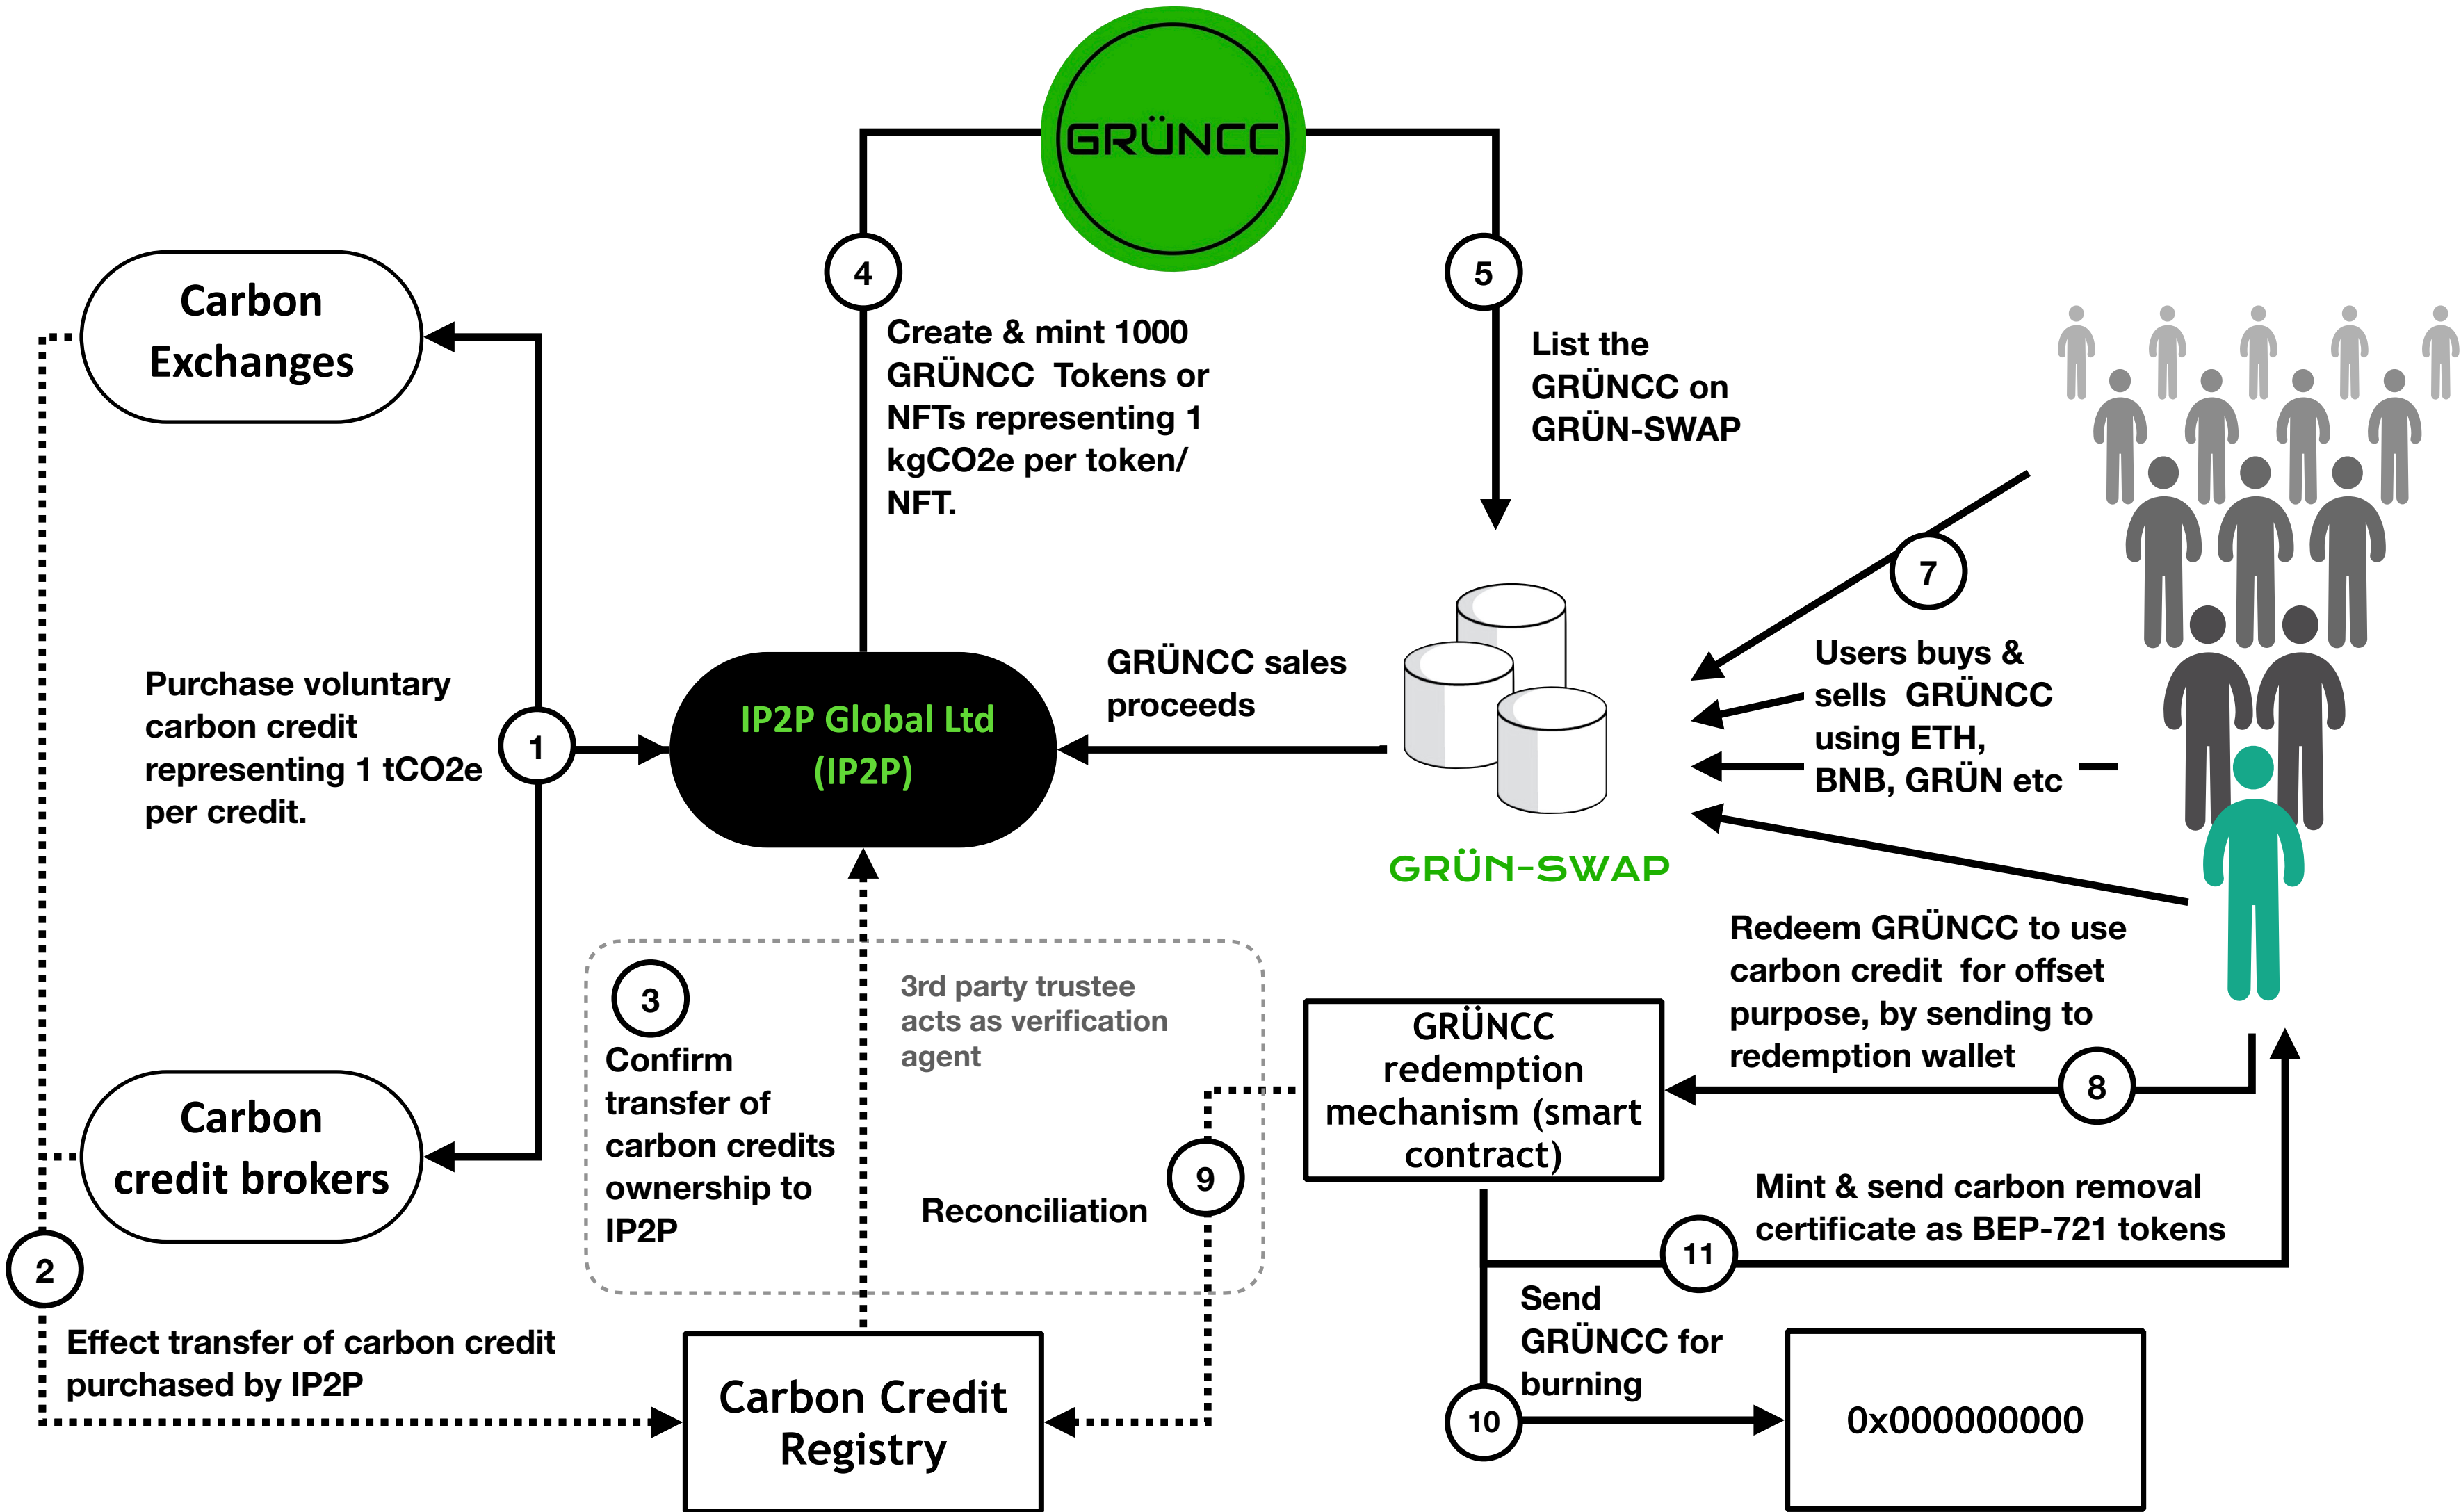 GRÜNCC
4
5
Carbon
Exchanges
Create & mint 1000
GRÜNCC Tokens or
NFTs representing 1
kgCO2e per token/
NFT.
List the
GRÜNCC on
GRÜN-SWAP
7
Purchase voluntary
carbon credit
representing 1 tCO2e
per credit.
1
IP2P Global Ltd
(IP2P)
GRÜNCC sales
proceeds
Users buys &
sells GRÜNCC
using ETH,
BNB, GRÜN etc
GRÜN-SWAP
3
Confirm
transfer of
carbon credits
ownership to
IP2P
3rd party trustee
acts as verification
agent
Reconciliation
9
GRÜNCC
redemption
mechanism (smart
contract)
Redeem GRÜNCC to use
carbon credit for offset
purpose, by sending to
redemption wallet
8
Carbon
credit brokers
Mint & send carbon removal
certificate as BEP-721 tokens
11
2
Effect transfer of carbon credit
purchased by IP2P
Carbon Credit
Registry
Send
GRÜNCC for
burning
10
0x000000000